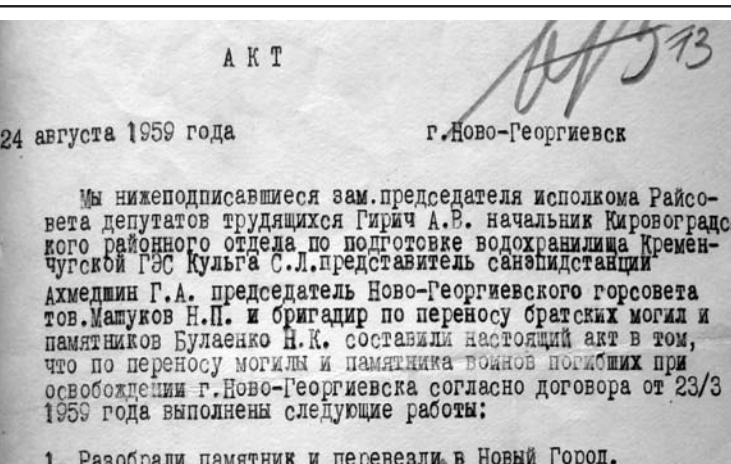 513
А К Т
24 августа 1959 года г.Ново-Георгиевск
Мы нижеподписавшиеся зам.председателя исполкома Райсо-
вета депутатов трудящихся Гирич А.В. начальник Кировоградс
кого районного отдела по подготовке водохранилища Кремен-
чугской ГЭС Кульга С.Л.представитель санэпидстанции
Ахмедшин Г.А. председатель Ново-Георгиевского горсовета
тов.Машуков Н.П. и бригадир по переносу братских могил и
памятников Булаенко Н.К. составили настоящий акт в том,
что по переносу могилы и памятника воинов погибших при
освобождении г.Ново-Георгиевска согласно договора от 23/3
1959 года выполнены следующие работы:
1. Разобрали памятник и перевезли в Новый Город.